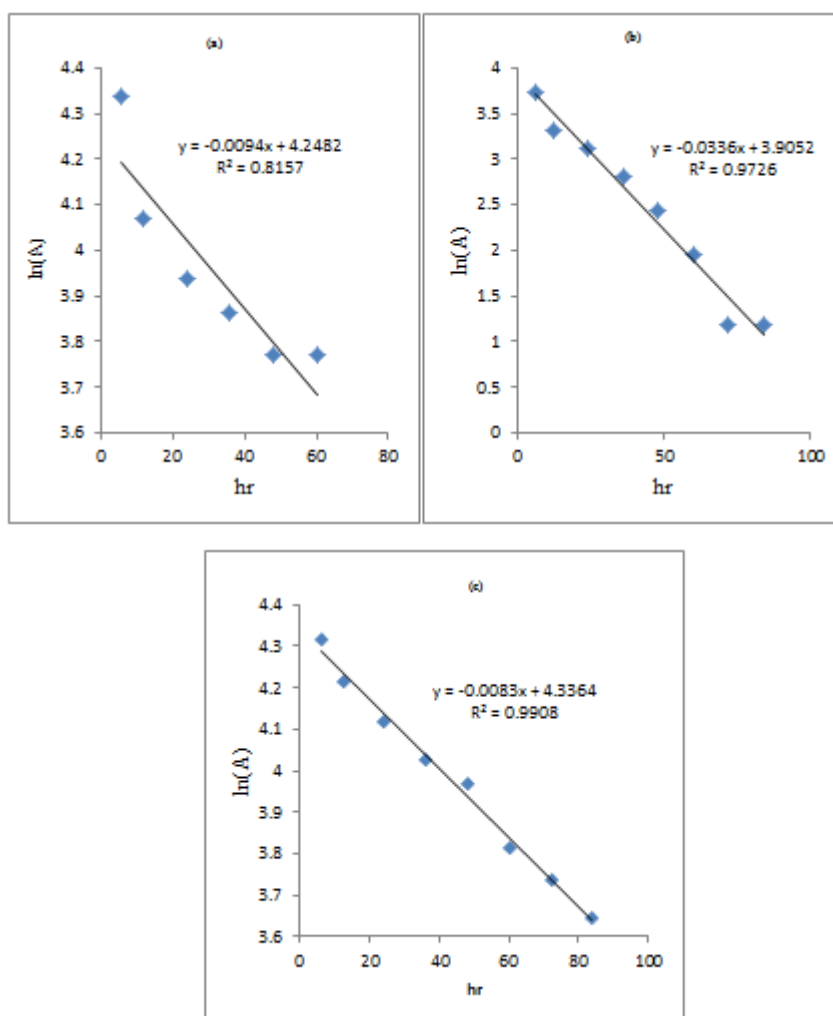 (a)
4.4
4.3
4.2
4.1
4
3.9
3.8
3.7
3.6
ln(A)
y = -0.0094x + 4.2482
R² = 0.8157
0 20 40 60 80
hr
(b)
4
3.5
3
2.5
2
1.5
1
0.5
0
ln(A)
y = -0.0336x + 3.9052
R² = 0.9726
0 50 100
hr
(c)
4.4
4.3
4.2
4.1
4
3.9
3.8
3.7
3.6
ln(A)
y = -0.0083x + 4.3364
R² = 0.9908
0 20 40 60 80 100
hr